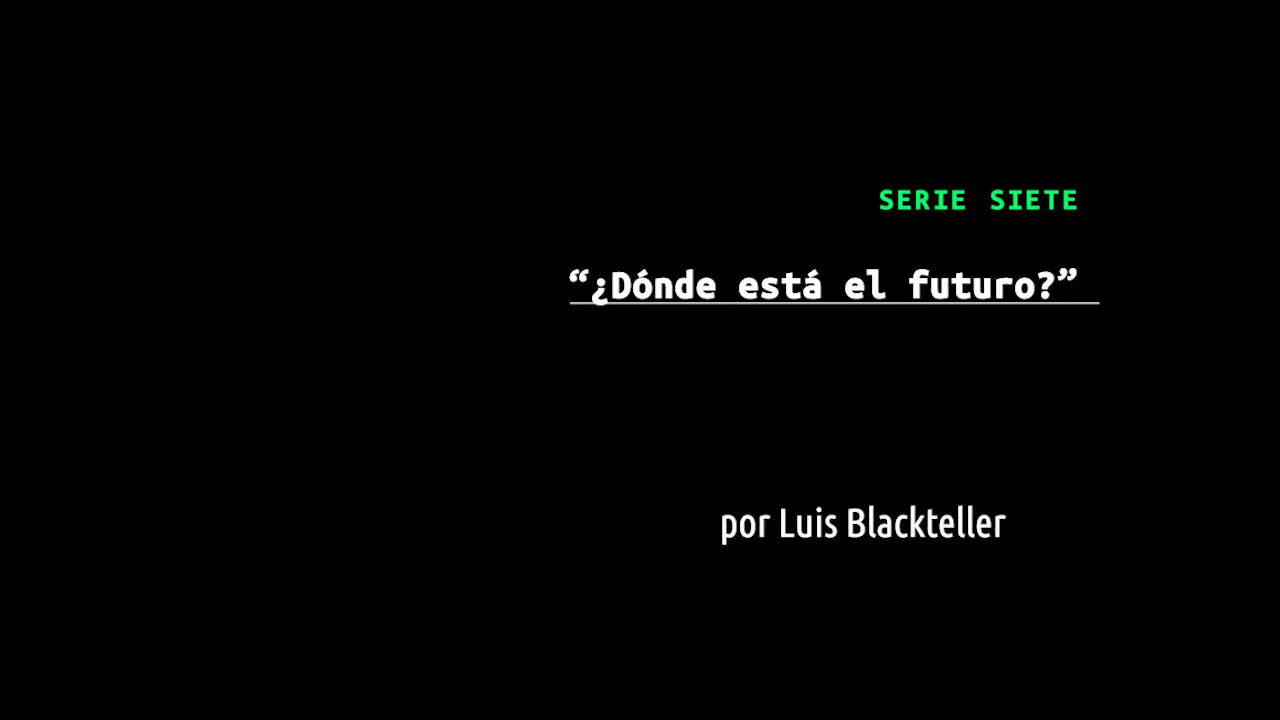 SERIE SIETE
“¿Dónde está el futuro?”
por Luis Blackteller